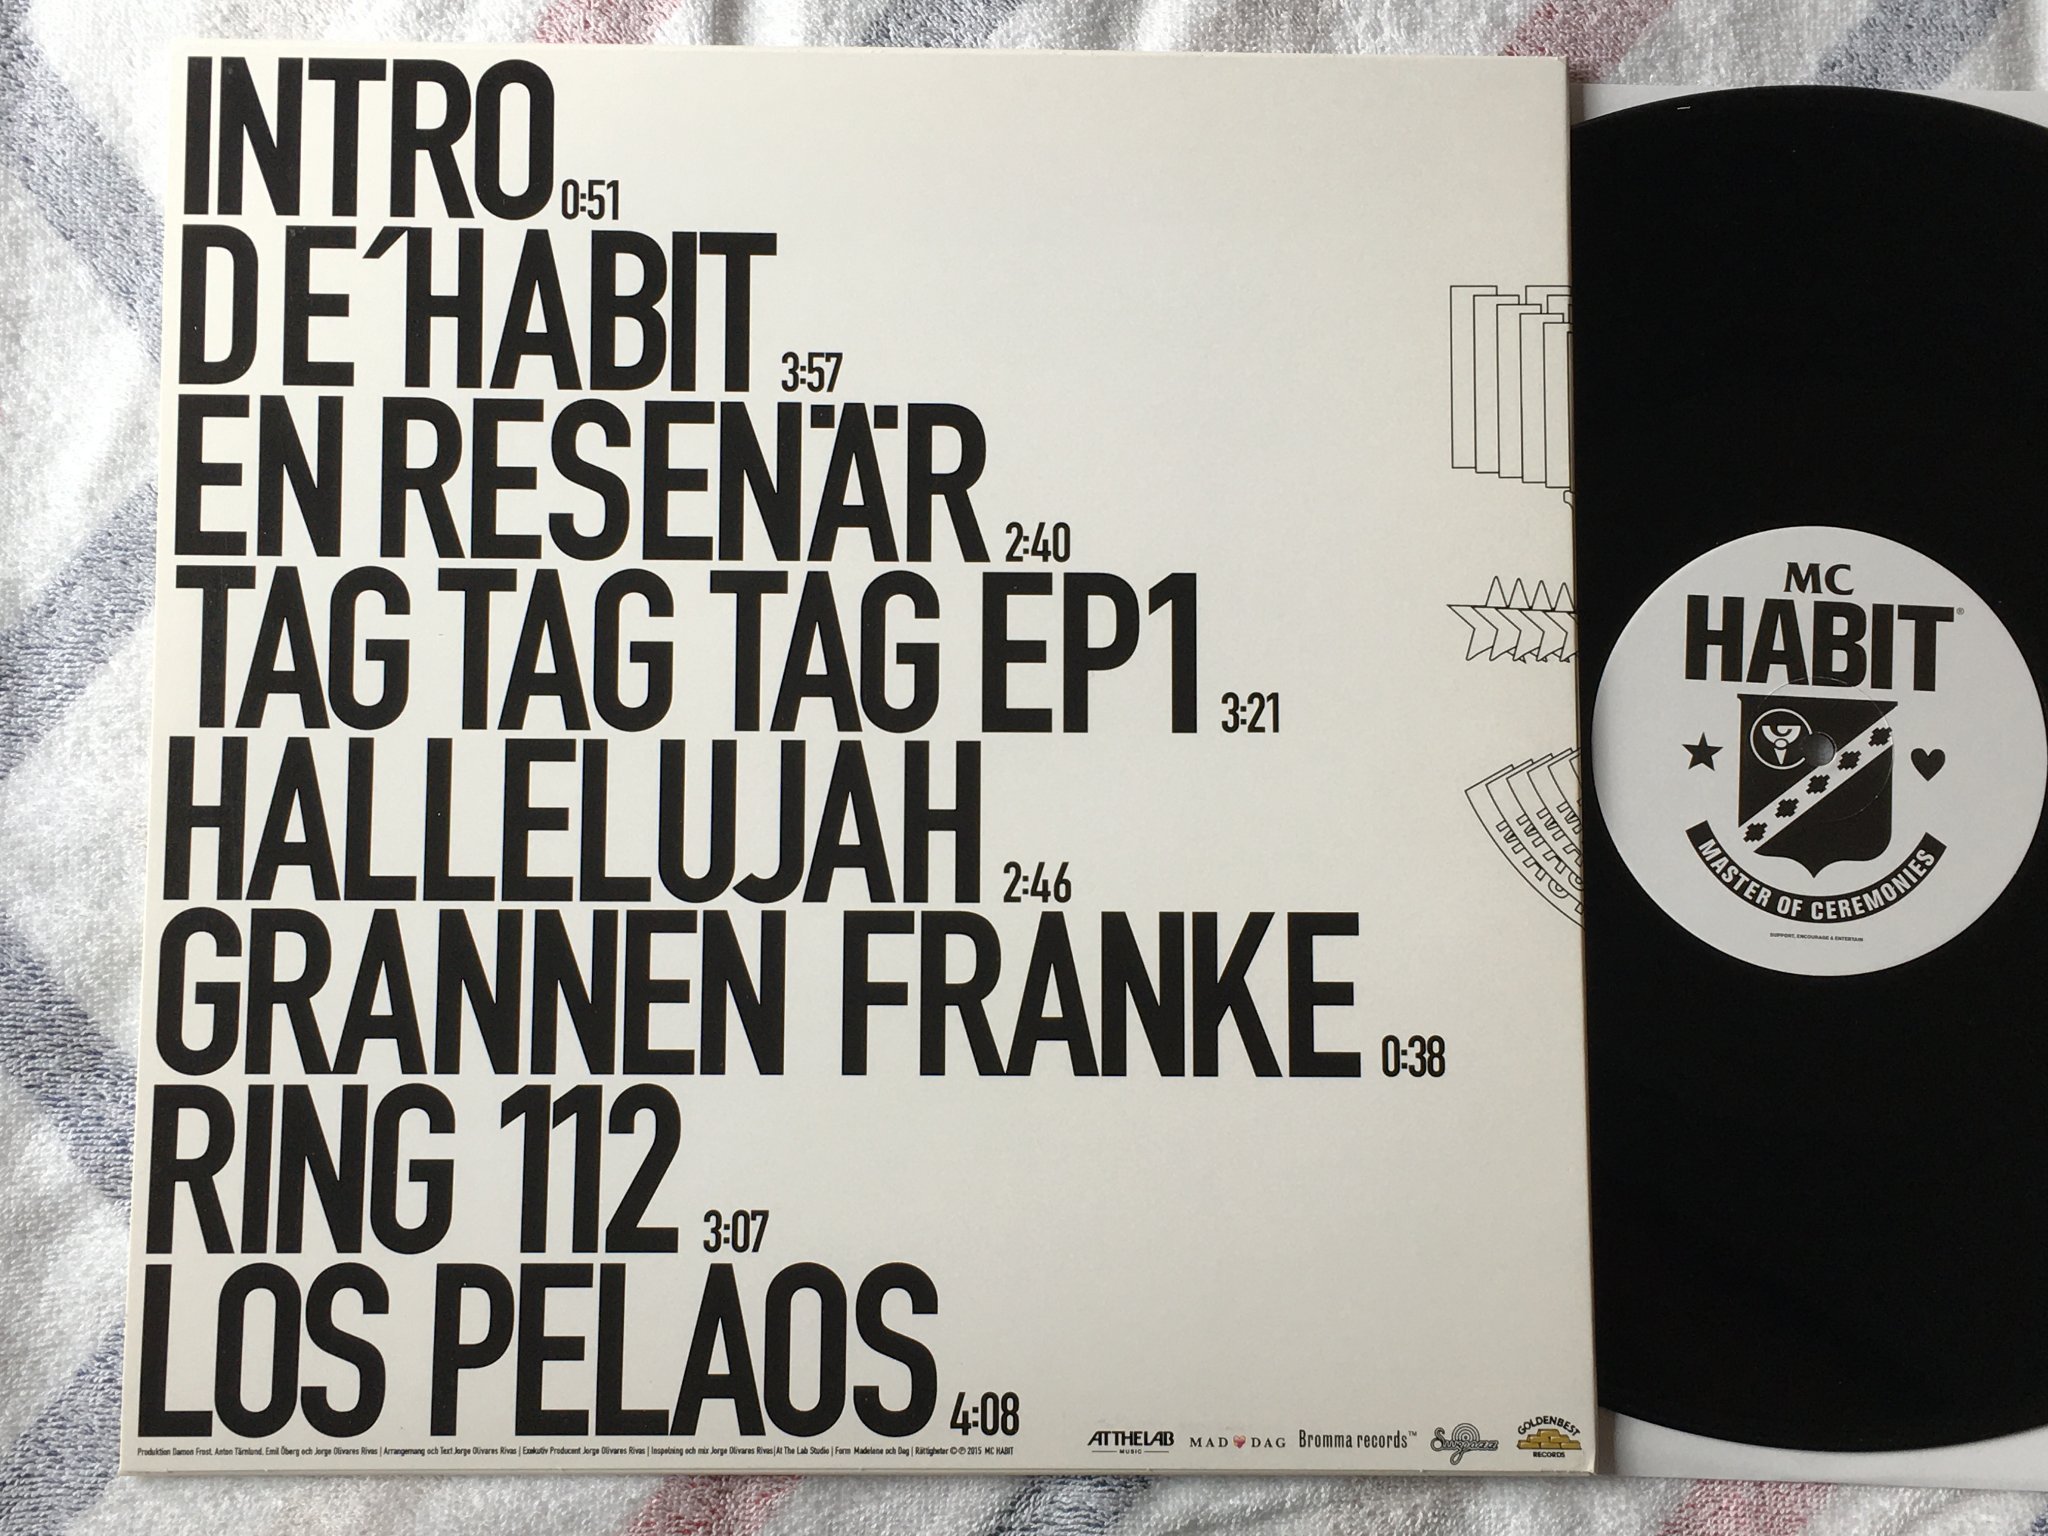 INTRO 0:51
DE´HABIT 3:57
EN RESENÄR 2:40
TAG TAG TAG EP1 3:21
HALLELUJAH 2:46
GRANNEN FRANKE 0:38
RING 112 3:07
LOS PELAOS 4:08
Produktion Damon Frost, Anton Tärnlund, Emil Öberg och Jorge Olivares Rivas | Arrangemang och Text Jorge Olivares Rivas | Exekutiv Producent Jorge Olivares Rivas | Inspelning och mix Jorge Olivares Rivas | At The Lab Studio | Form Madelene och Dag | Rättigheter © ℗ 2015 MC HABIT
AT THE LAB
MUSIC
MAD DAG
Bromma records™
GOLDENBEST
RECORDS
MC
HABIT®
MASTER OF CEREMONIES
SUPPORT, ENCOURAGE & ENTERTAIN